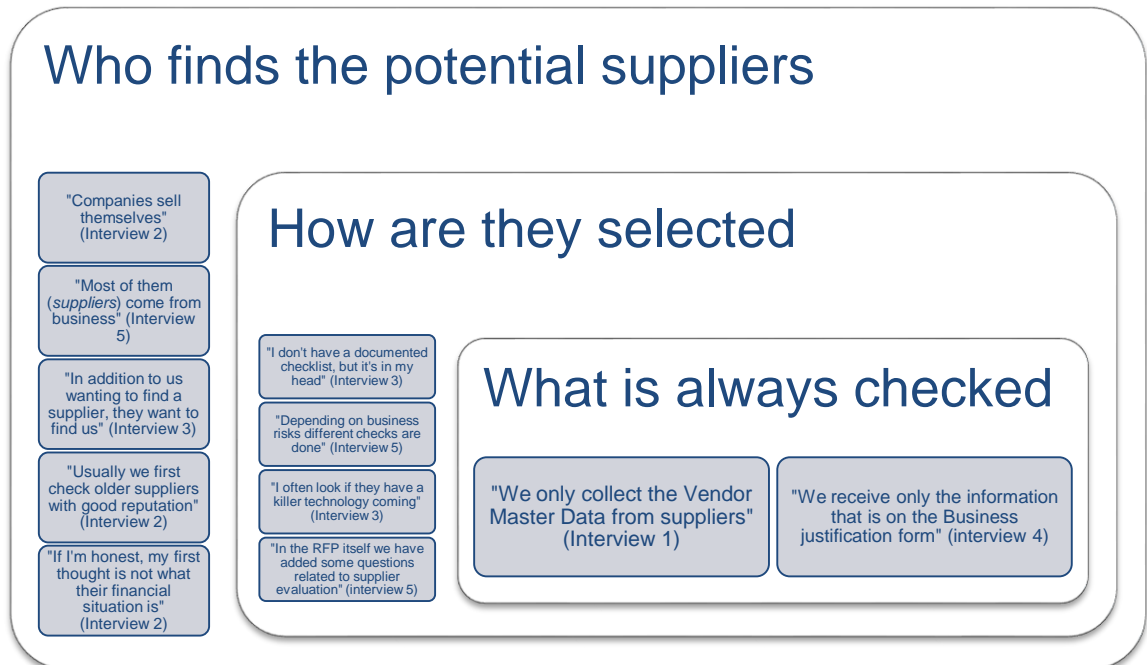 Who finds the potential suppliers
"Companies sell
themselves"
(Interview 2)
"Most of them
(suppliers) come from
business" (Interview
5)
"In addition to us
wanting to find a
supplier, they want to
find us" (Interview 3)
"Usually we first
check older suppliers
with good reputation"
(Interview 2)
"If I'm honest, my first
thought is not what
their financial
situation is"
(Interview 2)
How are they selected
"I don't have a documented
checklist, but it's in my
head" (Interview 3)
"Depending on business
risks different checks are
done" (Interview 5)
"I often look if they have a
killer technology coming"
(Interview 3)
"In the RFP itself we have
added some questions
related to supplier
evaluation" (interview 5)
What is always checked
"We only collect the Vendor
Master Data from suppliers"
(Interview 1)
"We receive only the information
that is on the Business
justification form" (interview 4)